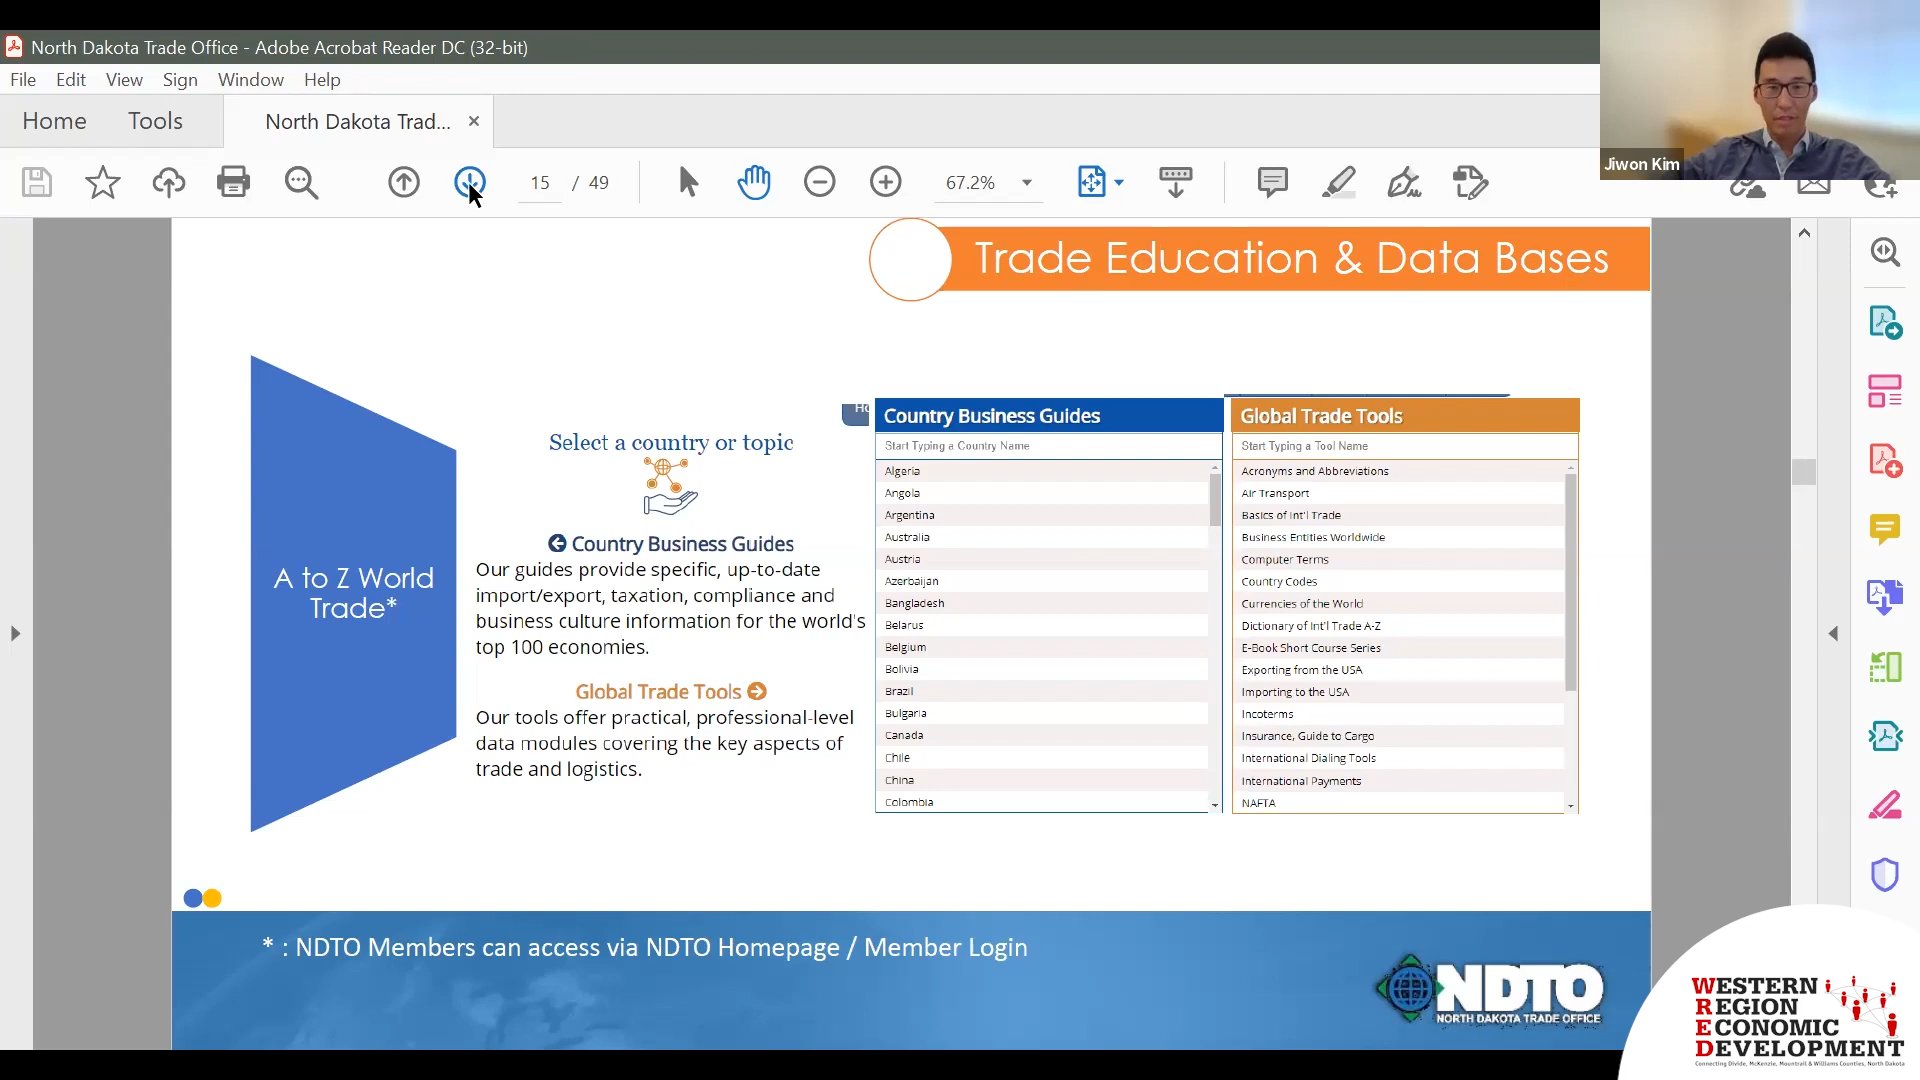 North Dakota Trade Office - Adobe Acrobat Reader DC (32-bit)
File Edit View Sign Window Help
Home Tools North Dakota Trad... ×
15 / 49 67.2%
Jiwon Kim
Trade Education & Data Bases
A to Z World
Trade*
Select a country or topic
Country Business Guides
Our guides provide specific, up-to-date
import/export, taxation, compliance and
business culture information for the world's
top 100 economies.
Global Trade Tools
Our tools offer practical, professional-level
data modules covering the key aspects of
trade and logistics.
Country Business Guides
Start Typing a Country Name
Algeria
Angola
Argentina
Australia
Austria
Azerbaijan
Bangladesh
Belarus
Belgium
Bolivia
Brazil
Bulgaria
Canada
Chile
China
Colombia
Global Trade Tools
Start Typing a Tool Name
Acronyms and Abbreviations
Air Transport
Basics of Int'l Trade
Business Entities Worldwide
Computer Terms
Country Codes
Currencies of the World
Dictionary of Int'l Trade A-Z
E-Book Short Course Series
Exporting from the USA
Importing to the USA
Incoterms
Insurance, Guide to Cargo
International Dialing Tools
International Payments
NAFTA
* : NDTO Members can access via NDTO Homepage / Member Login
NDTO
NORTH DAKOTA TRADE OFFICE
WESTERN
REGION
ECONOMIC
DEVELOPMENT
Connecting Divide, McKenzie, Mountrail & Williams Counties, North Dakota